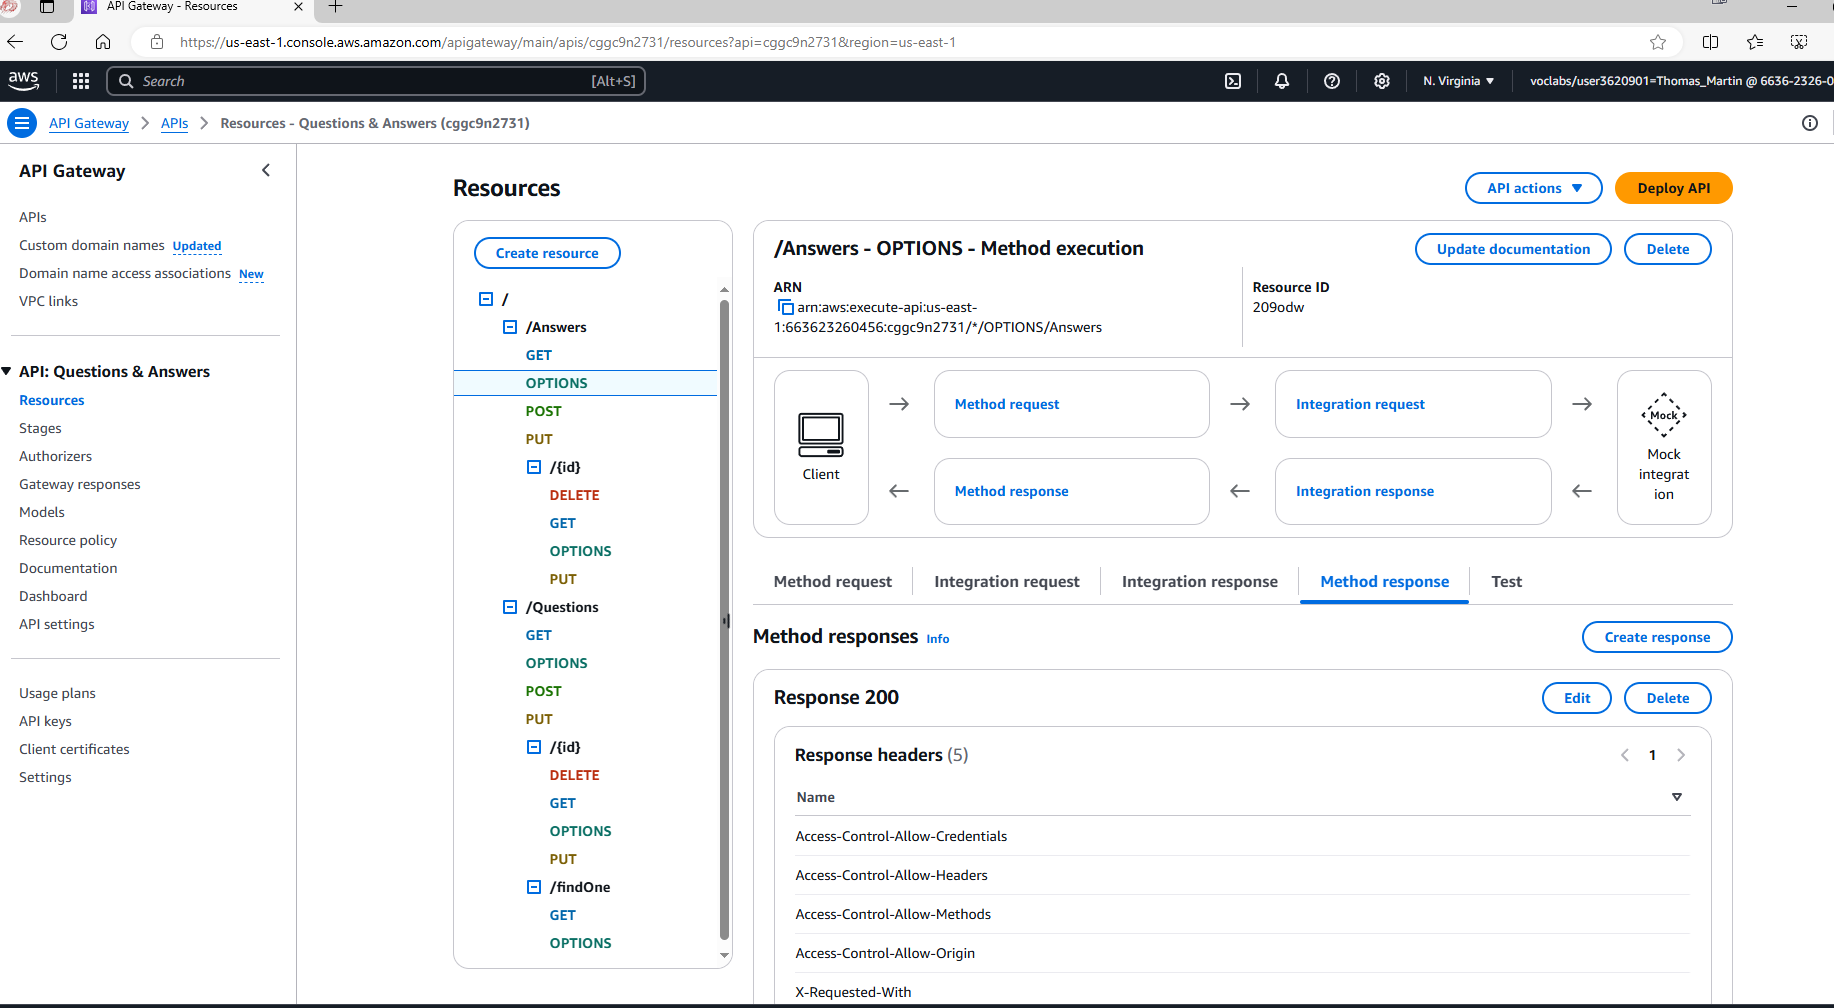 API Gateway - Resources
https://us-east-1.console.aws.amazon.com/apigateway/main/apis/cggc9n2731/resources?api=cggc9n2731&region=us-east-1
aws
Search
[Alt+S]
N. Virginia
voclabs/user3620901=Thomas_Martin @ 6636-2326-0
API Gateway
APIs
Resources - Questions & Answers (cggc9n2731)
API Gateway
APIs
Custom domain names Updated
Domain name access associations New
VPC links
API: Questions & Answers
Resources
Stages
Authorizers
Gateway responses
Models
Resource policy
Documentation
Dashboard
API settings
Usage plans
API keys
Client certificates
Settings
Resources
API actions
Deploy API
Create resource
/
/Answers
GET
OPTIONS
POST
PUT
/{id}
DELETE
GET
OPTIONS
PUT
/Questions
GET
OPTIONS
POST
PUT
/{id}
DELETE
GET
OPTIONS
PUT
/findOne
GET
OPTIONS
/Answers - OPTIONS - Method execution
Update documentation
Delete
ARN
arn:aws:execute-api:us-east-
1:663623260456:cggc9n2731/*/OPTIONS/Answers
Resource ID
209odw
Client
Method request
Integration request
Method response
Integration response
Mock
Mock
integrat
ion
Method request
Integration request
Integration response
Method response
Test
Method responses Info
Create response
Response 200
Edit
Delete
Response headers (5)
1
Name
Access-Control-Allow-Credentials
Access-Control-Allow-Headers
Access-Control-Allow-Methods
Access-Control-Allow-Origin
X-Requested-With